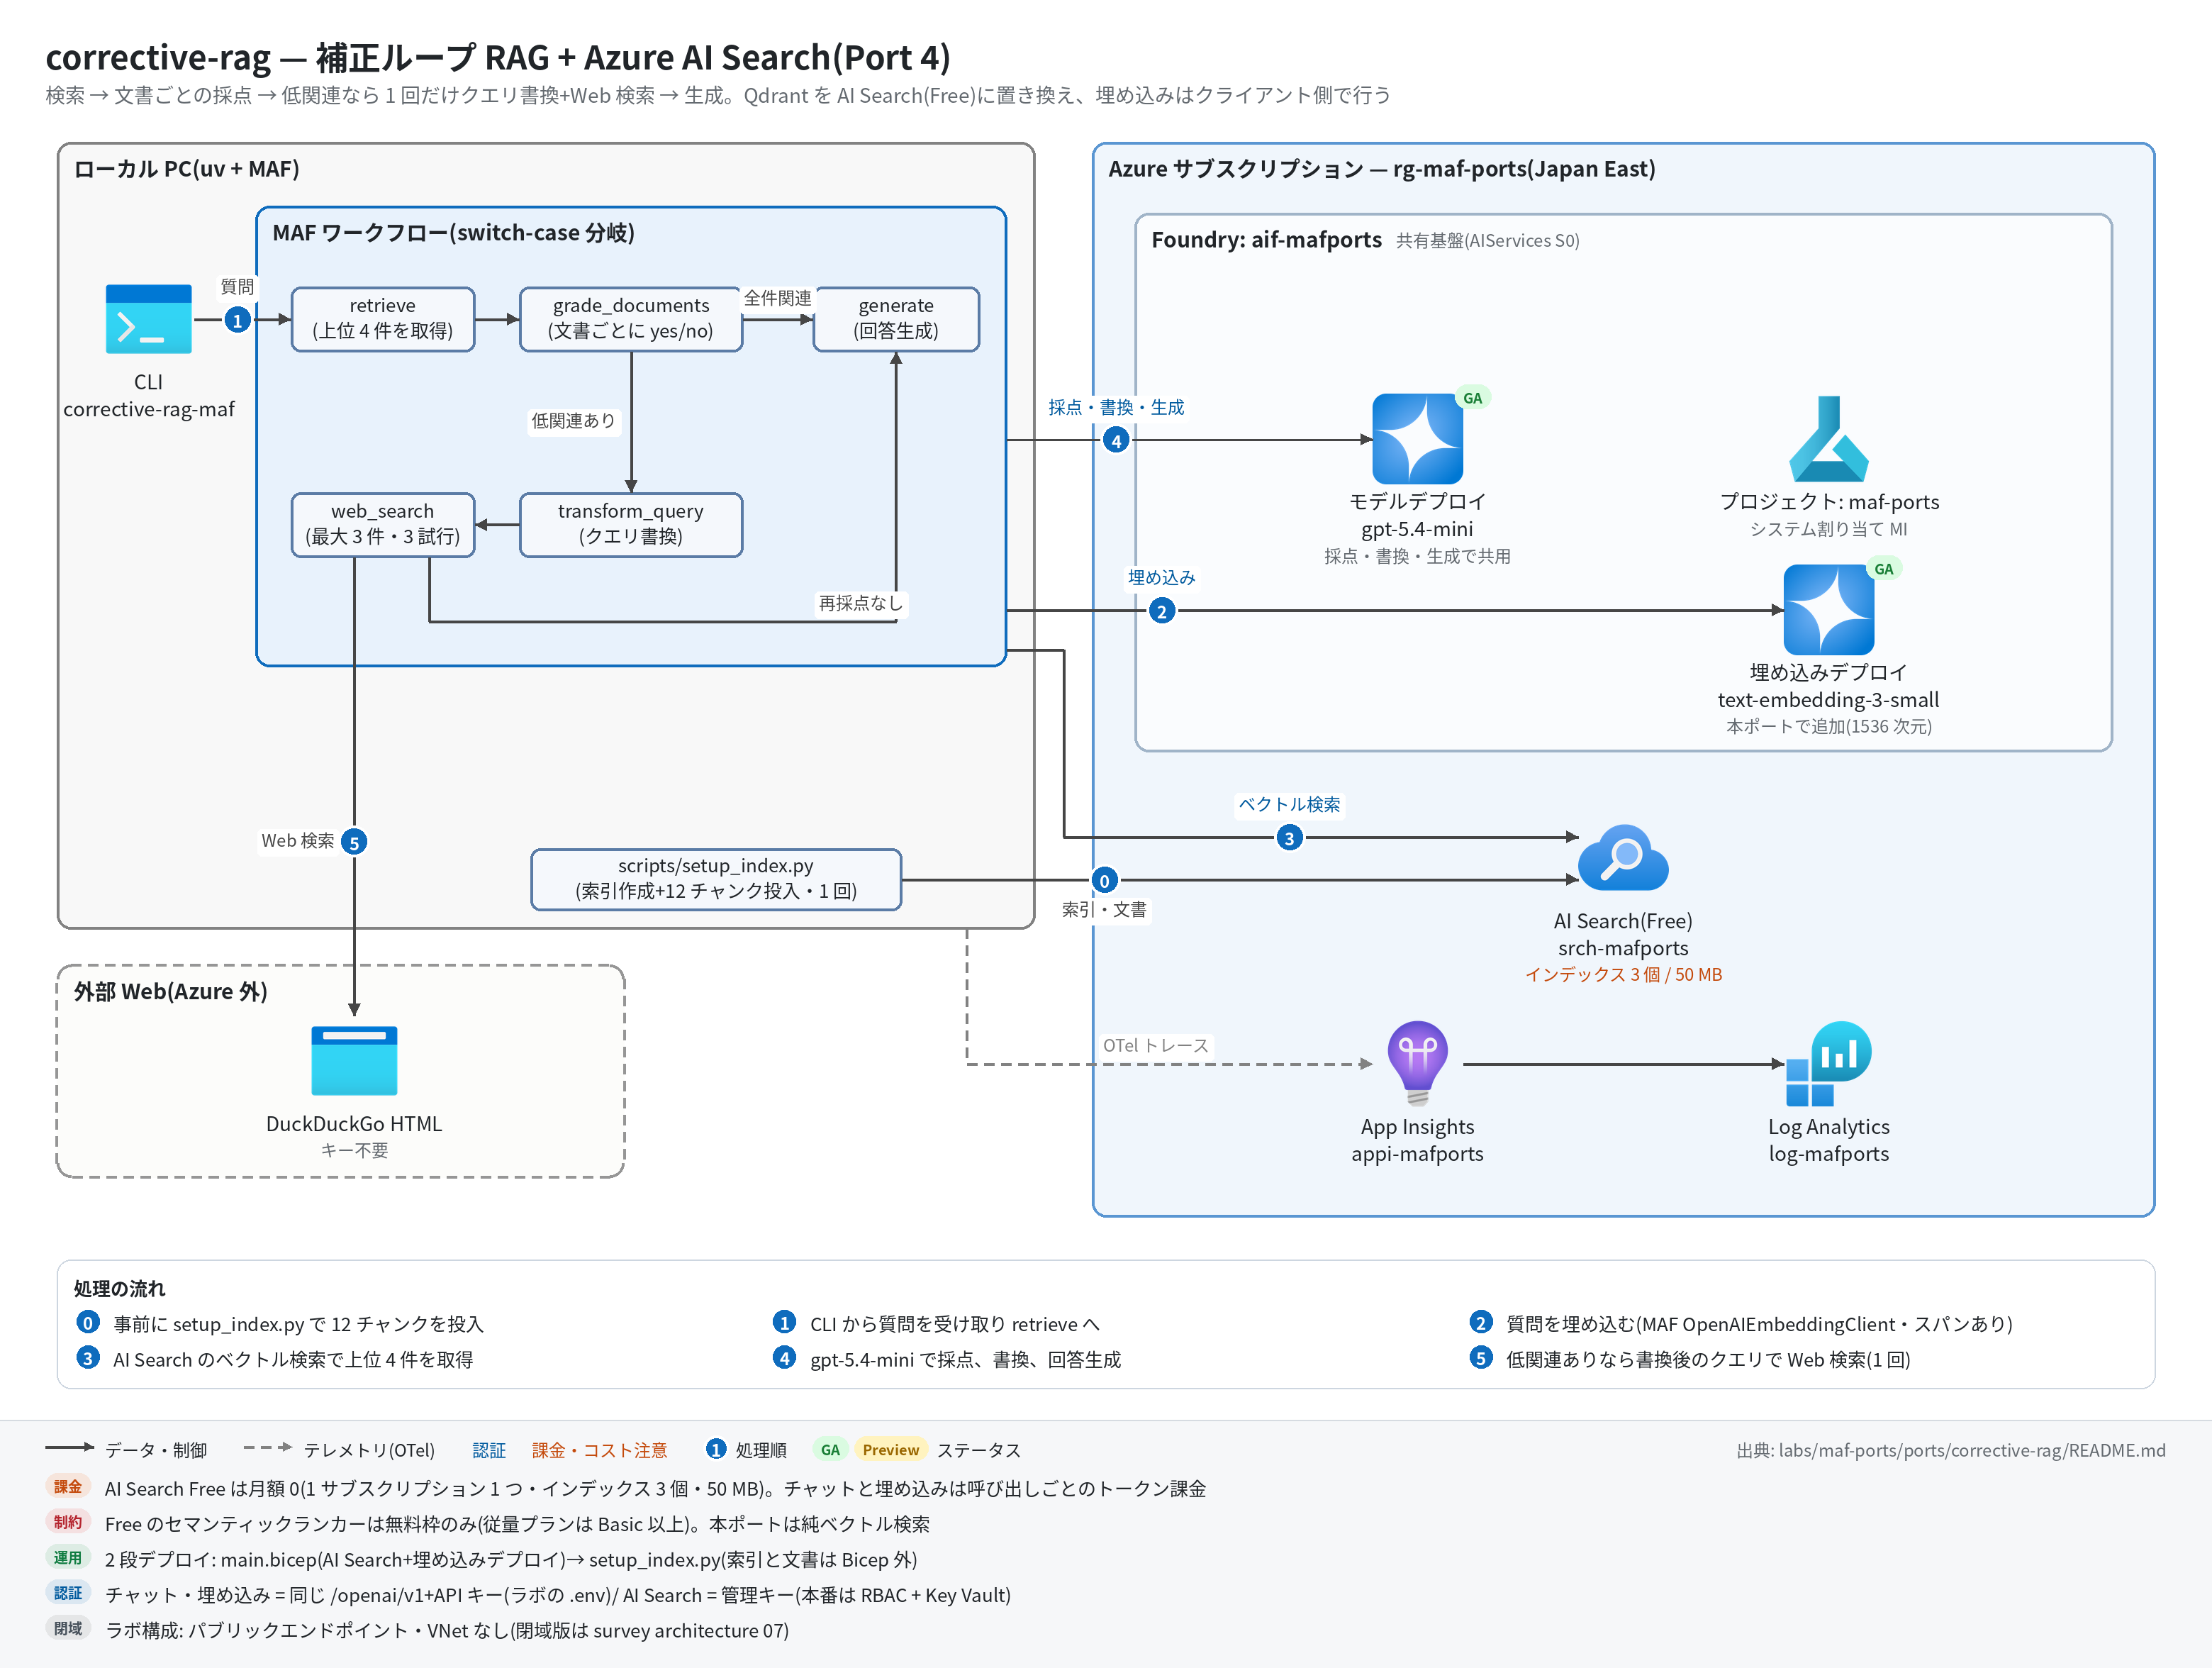 corrective-rag — 補正ループ RAG + Azure AI Search(Port 4)
検索 → 文書ごとの採点 → 低関連なら 1 回だけクエリ書換+Web 検索 → 生成。Qdrant を AI Search(Free)に置き換え、埋め込みはクライアント側で行う
ローカル PC(uv + MAF)
MAF ワークフロー(switch-case 分岐)
質問
1
CLI
corrective-rag-maf
retrieve
(上位 4 件を取得)
grade_documents
(文書ごとに yes/no)
全件関連
generate
(回答生成)
低関連あり
web_search
(最大 3 件・3 試行)
transform_query
(クエリ書換)
再採点なし
Web 検索
5
scripts/setup_index.py
(索引作成+12 チャンク投入・1 回)
外部 Web(Azure 外)
DuckDuckGo HTML
キー不要
Azure サブスクリプション — rg-maf-ports(Japan East)
Foundry: aif-mafports 共有基盤(AIServices S0)
採点・書換・生成
4
GA
モデルデプロイ
gpt-5.4-mini
採点・書換・生成で共用
プロジェクト: maf-ports
システム割り当て MI
埋め込み
2
GA
埋め込みデプロイ
text-embedding-3-small
本ポートで追加(1536 次元)
ベクトル検索
3
0
索引・文書
AI Search(Free)
srch-mafports
インデックス 3 個 / 50 MB
OTel トレース
App Insights
appi-mafports
Log Analytics
log-mafports
処理の流れ
0 事前に setup_index.py で 12 チャンクを投入
1 CLI から質問を受け取り retrieve へ
2 質問を埋め込む(MAF OpenAIEmbeddingClient・スパンあり)
3 AI Search のベクトル検索で上位 4 件を取得
4 gpt-5.4-mini で採点、書換、回答生成
5 低関連ありなら書換後のクエリで Web 検索(1 回)
データ・制御 テレメトリ(OTel) 認証 課金・コスト注意 1 処理順 GA Preview ステータス
出典: labs/maf-ports/ports/corrective-rag/README.md
課金 AI Search Free は月額 0(1 サブスクリプション 1 つ・インデックス 3 個・50 MB)。チャットと埋め込みは呼び出しごとのトークン課金
制約 Free のセマンティックランカーは無料枠のみ(従量プランは Basic 以上)。本ポートは純ベクトル検索
運用 2 段デプロイ: main.bicep(AI Search+埋め込みデプロイ)→ setup_index.py(索引と文書は Bicep 外)
認証 チャット・埋め込み = 同じ /openai/v1+API キー(ラボの .env)/ AI Search = 管理キー(本番は RBAC + Key Vault)
閉域 ラボ構成: パブリックエンドポイント・VNet なし(閉域版は survey architecture 07)